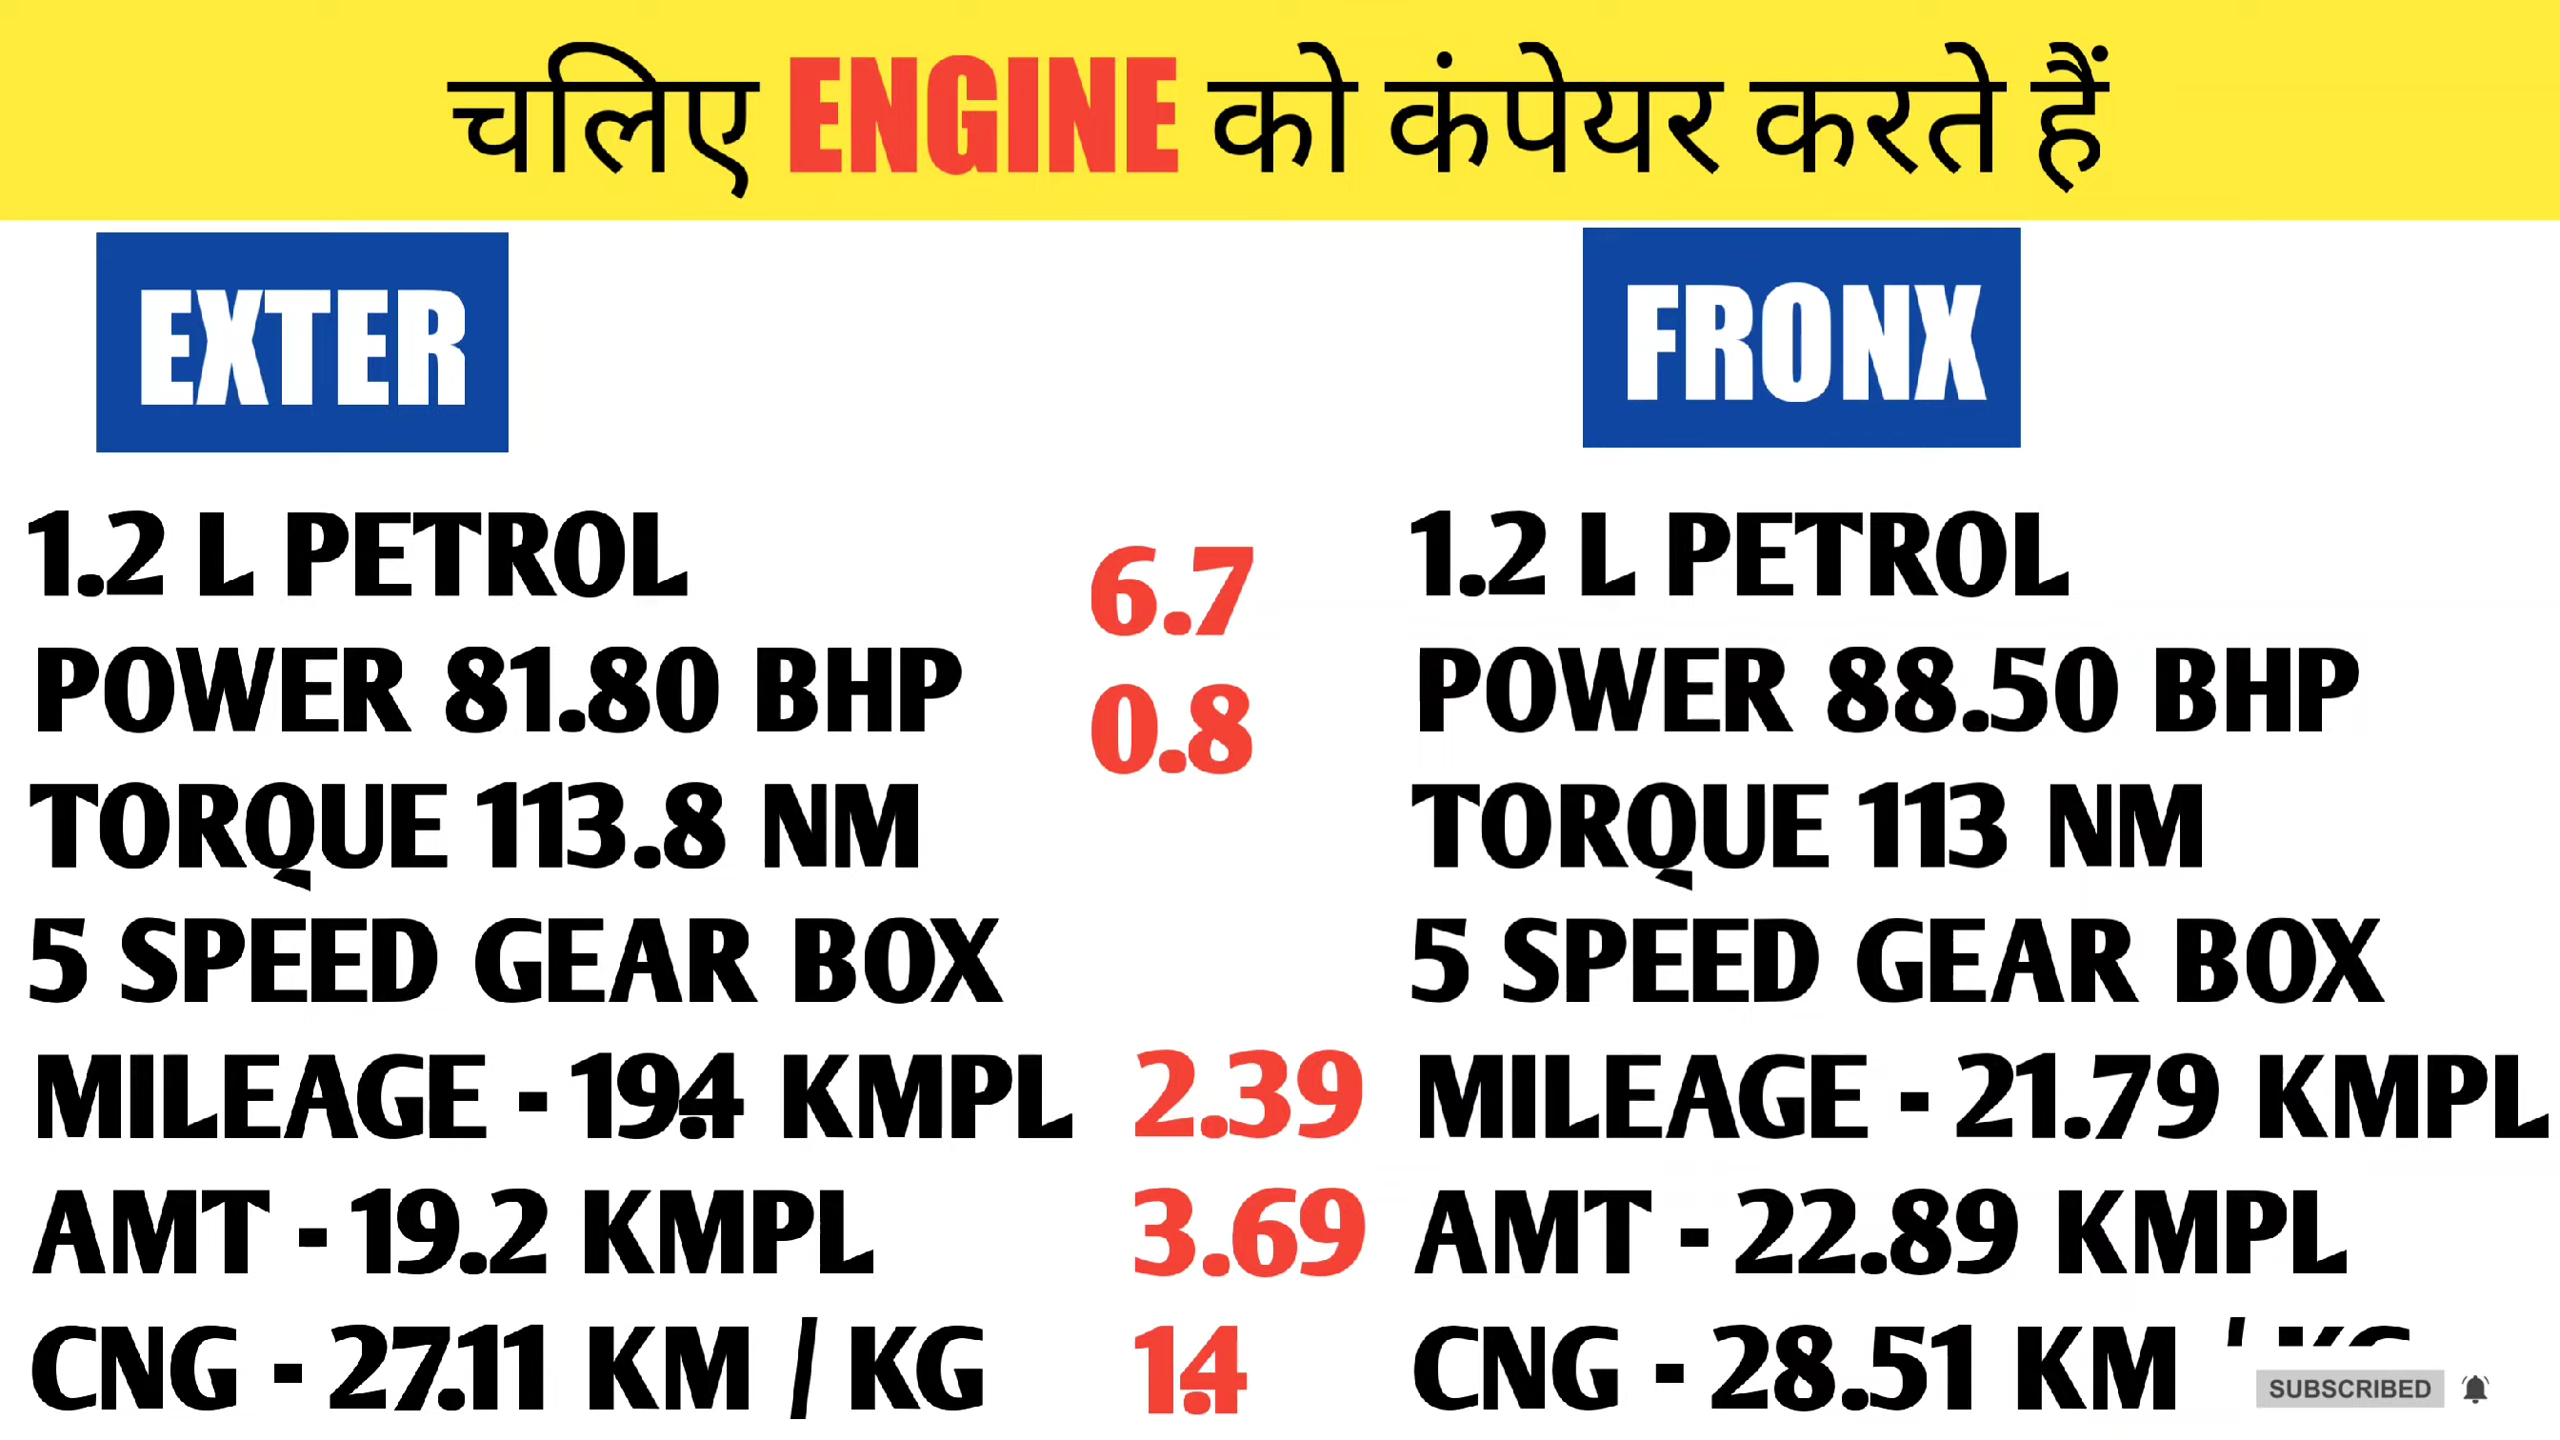 चलिए ENGINE को कंपेयर करते हैं
EXTER
1.2 L PETROL
POWER 81.80 BHP
TORQUE 113.8 NM
5 SPEED GEAR BOX
MILEAGE - 19.4 KMPL
AMT - 19.2 KMPL
CNG - 27.11 KM / KG
6.7
0.8
2.39
3.69
1.4
FRONX
1.2 L PETROL
POWER 88.50 BHP
TORQUE 113 NM
5 SPEED GEAR BOX
MILEAGE - 21.79 KMPL
AMT - 22.89 KMPL
CNG - 28.51 KM
SUBSCRIBED